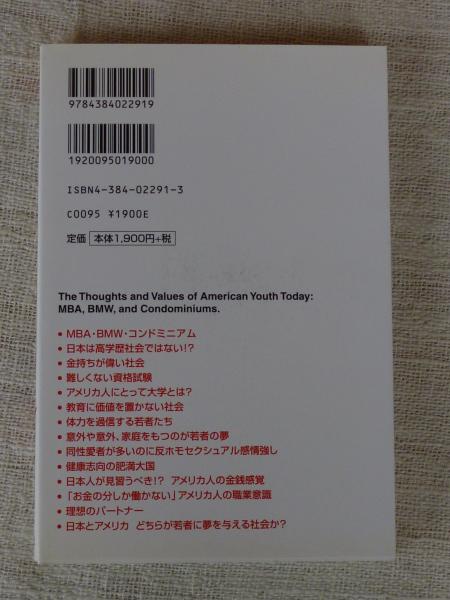 9784384022919
1920095019000
ISBN4-384-02291-3
C0095 ¥1900E
定価 本体1,900円+税
The Thoughts and Values of American Youth Today:
MBA, BMW, and Condominiums.
• MBA・BMW・コンドミニアム
• 日本は高学歴社会ではない!?
• 金持ちが偉い社会
• 難しくない資格試験
• アメリカ人にとって大学とは?
• 教育に価値を置かない社会
• 体力を過信する若者たち
• 意外や意外、家庭をもつのが若者の夢
• 同性愛者が多いのに反ホモセクシュアル感情強し
• 健康志向の肥満大国
• 日本人が見習うべき!? アメリカ人の金銭感覚
• 「お金の分しか働かない」アメリカ人の職業意識
• 理想のパートナー
• 日本とアメリカ どちらが若者に夢を与える社会か?